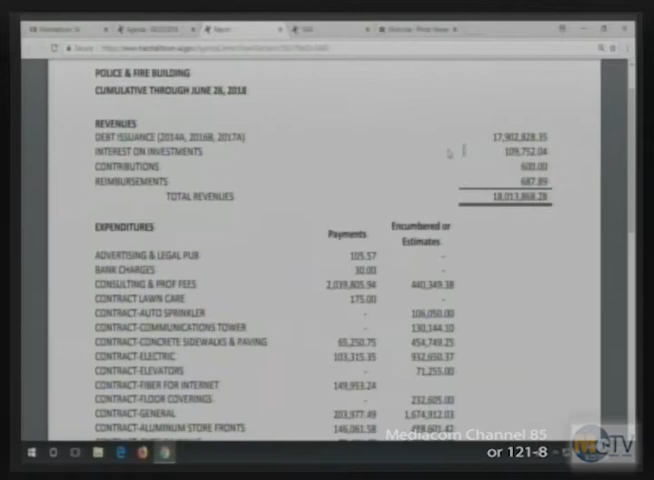 POLICE & FIRE BUILDING
CUMULATIVE THROUGH JUNE 26, 2018
REVENUES
DEBT ISSUANCE (2014A, 2016B, 2017A) 17,902,828.35
INTEREST ON INVESTMENTS 109,752.04
CONTRIBUTIONS 600.00
REIMBURSEMENTS 687.89
TOTAL REVENUES 18,013,868.28
EXPENDITURES Payments Encumbered or Estimates
ADVERTISING & LEGAL PUB 105.57 -
BANK CHARGES 30.00 -
CONSULTING & PROF FEES 2,039,805.94 440,349.38
CONTRACT LAWN CARE 175.00 -
CONTRACT-AUTO SPRINKLER - 106,050.00
CONTRACT-COMMUNICATIONS TOWER - 130,144.10
CONTRACT-CONCRETE SIDEWALKS & PAVING 65,250.75 454,749.25
CONTRACT-ELECTRIC 103,315.35 932,650.37
CONTRACT-ELEVATORS - 71,255.00
CONTRACT-FIBER FOR INTERNET 149,953.24 -
CONTRACT-FLOOR COVERINGS - 232,605.00
CONTRACT-GENERAL 203,977.49 1,674,912.03
CONTRACT-ALUMINUM STORE FRONTS 146,061.58
Mediacom Channel 85
or 121-8
MGTV